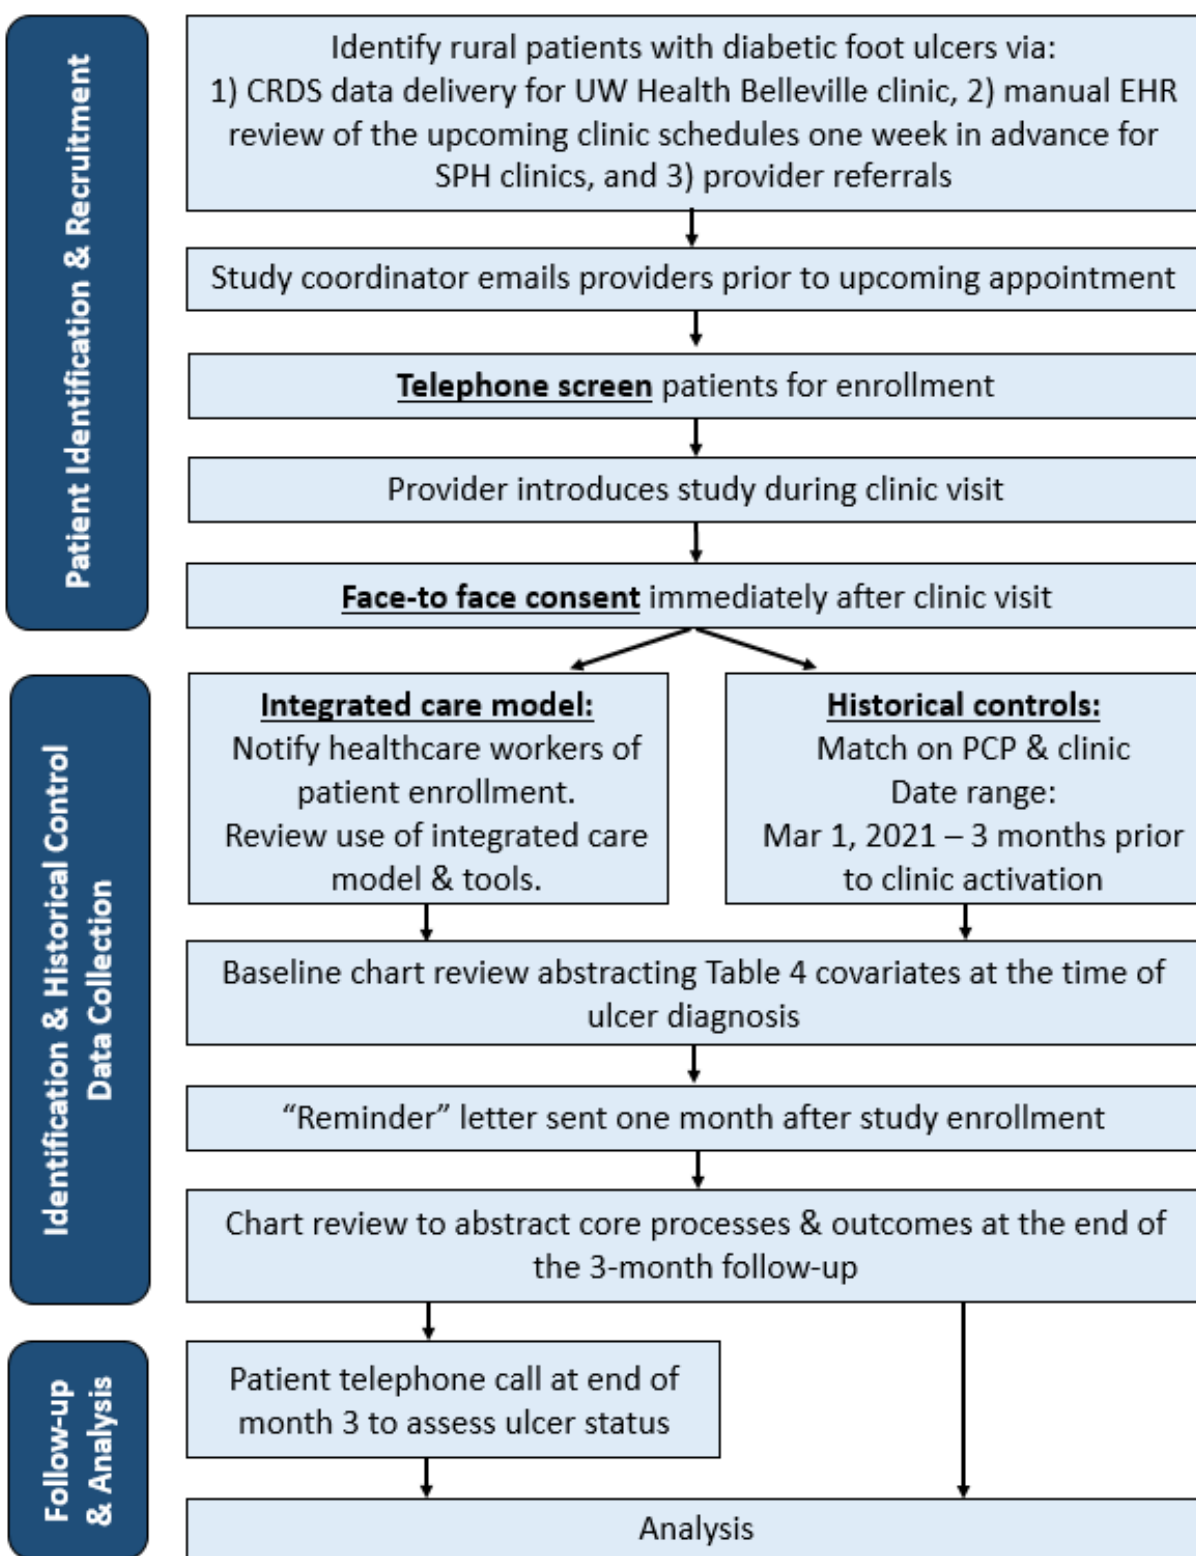 Patient Identification & Recruitment
Identify rural patients with diabetic foot ulcers via:
1) CRDS data delivery for UW Health Belleville clinic, 2) manual EHR
review of the upcoming clinic schedules one week in advance for
SPH clinics, and 3) provider referrals
Study coordinator emails providers prior to upcoming appointment
Telephone screen patients for enrollment
Provider introduces study during clinic visit
Face-to face consent immediately after clinic visit
Identification & Historical Control
Data Collection
Integrated care model:
Notify healthcare workers of
patient enrollment.
Review use of integrated care
model & tools.
Historical controls:
Match on PCP & clinic
Date range:
Mar 1, 2021 – 3 months prior
to clinic activation
Baseline chart review abstracting Table 4 covariates at the time of
ulcer diagnosis
“Reminder” letter sent one month after study enrollment
Chart review to abstract core processes & outcomes at the end of
the 3-month follow-up
Follow-up
& Analysis
Patient telephone call at end of
month 3 to assess ulcer status
Analysis